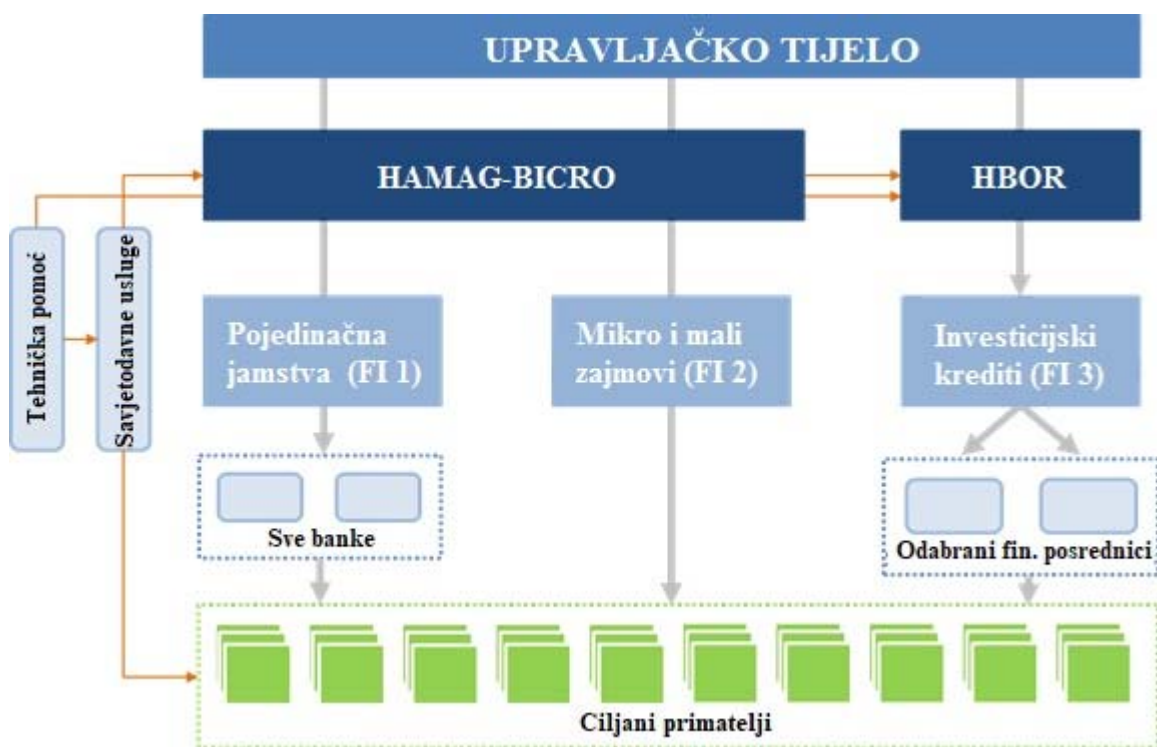 UPRAVLJAČKO TIJELO
HAMAG-BICRO
HBOR
Tehnička pomoć
Savjetodavne usluge
Pojedinačna
jamstva (FI 1)
Mikro i mali
zajmovi (FI 2)
Investicijski
krediti (FI 3)
Sve banke
Odabrani fin. posrednici
Ciljani primatelji